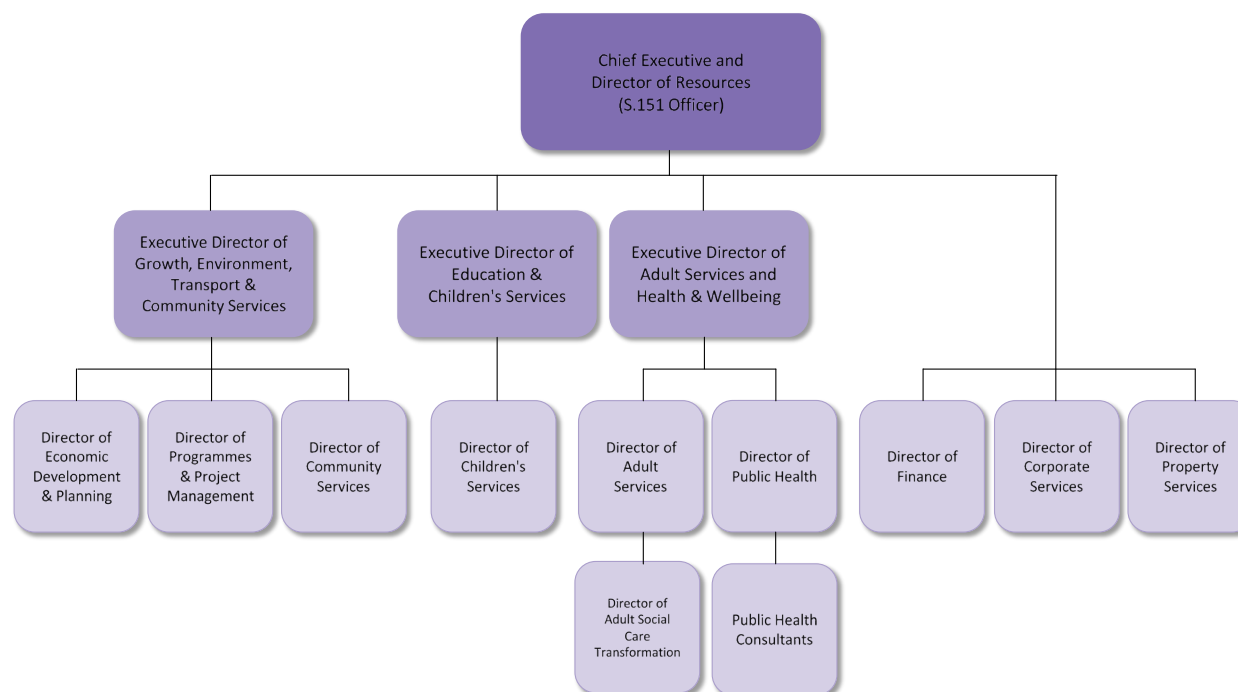 Chief Executive and
Director of Resources
(S.151 Officer)
Executive Director of
Growth, Environment,
Transport &
Community Services
Executive Director of
Education &
Children's Services
Executive Director of
Adult Services and
Health & Wellbeing
Director of
Economic
Development
& Planning
Director of
Programmes
& Project
Management
Director of
Community
Services
Director of
Children's
Services
Director of
Adult
Services
Director of
Public Health
Director of
Finance
Director of
Corporate
Services
Director of
Property
Services
Director of
Adult Social
Care
Transformation
Public Health
Consultants